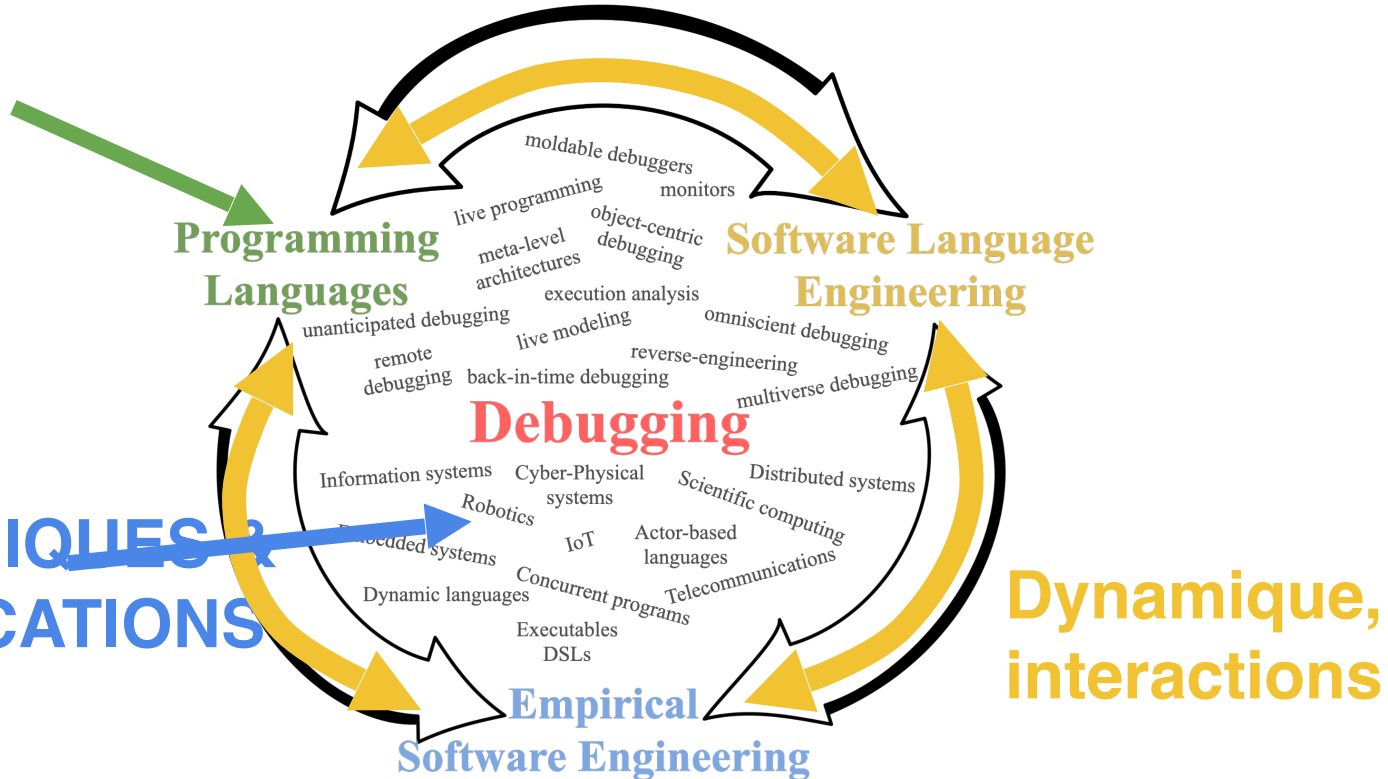 moldable debuggers
monitors
live programming
object-centric
debugging
Programming
Languages
meta-level
architectures
Software Language
Engineering
execution analysis
unanticipated debugging
live modeling
omniscient debugging
remote
debugging
reverse-engineering
back-in-time debugging
multiverse debugging
Debugging
Information systems
Cyber-Physical
systems
Scientific computing
Distributed systems
Robotics
IQUES &
CATIONS
systems
IoT
Actor-based
languages
Dynamic languages
Concurrent programs
Telecommunications
Executables
DSLs
Dynamique,
interactions
Empirical
Software Engineering